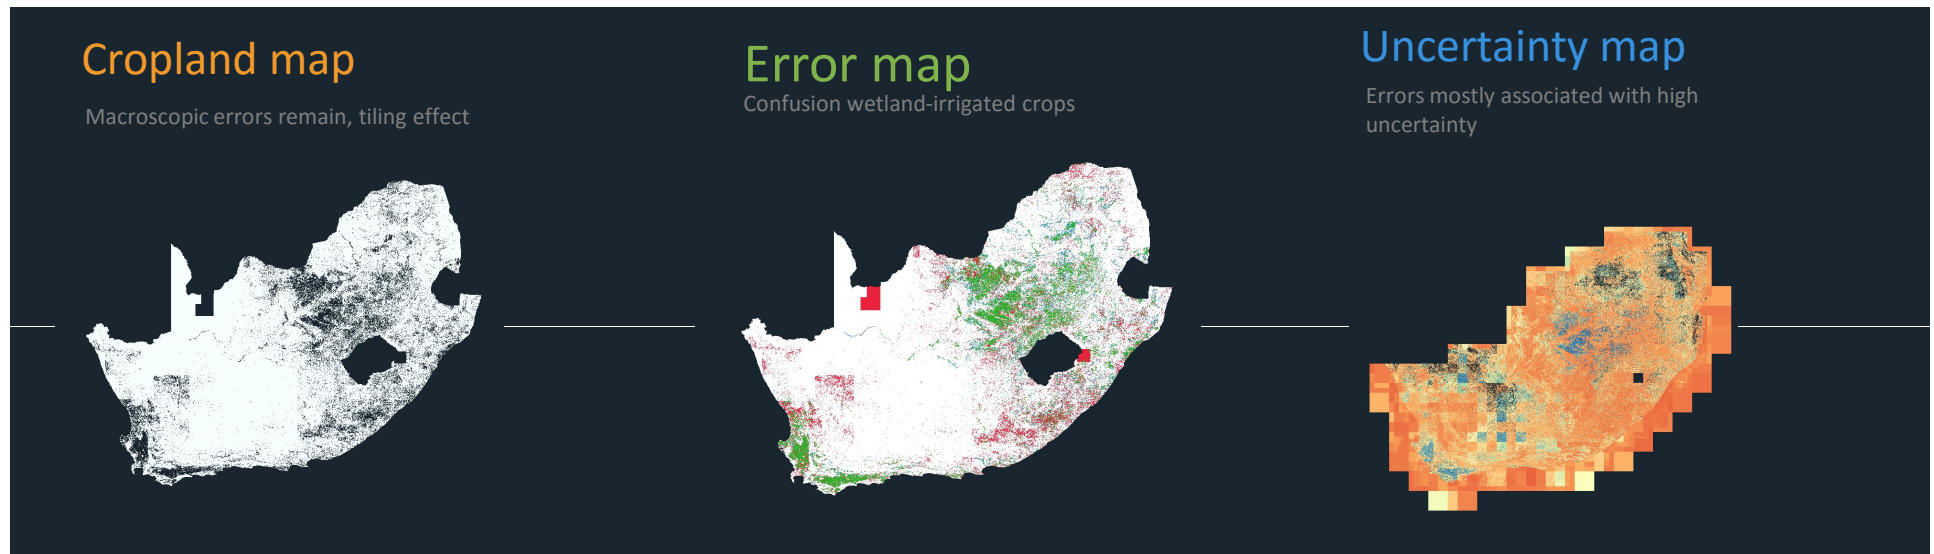 Cropland map
Macroscopic errors remain, tiling effect
Error map
Confusion wetland-irrigated crops
Uncertainty map
Errors mostly associated with high
uncertainty